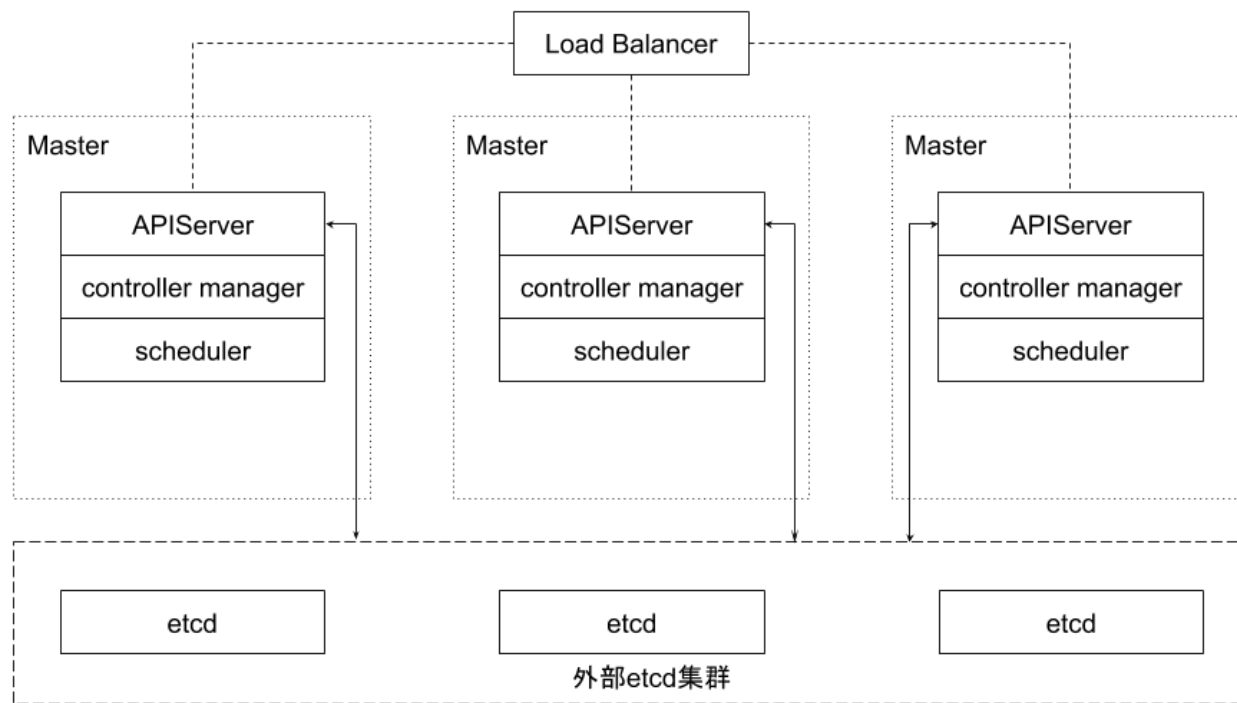 Load Balancer
Master
Master
Master
APIServer
APIServer
APIServer
controller manager
controller manager
controller manager
scheduler
scheduler
scheduler
etcd
etcd
etcd
外部etcd集群